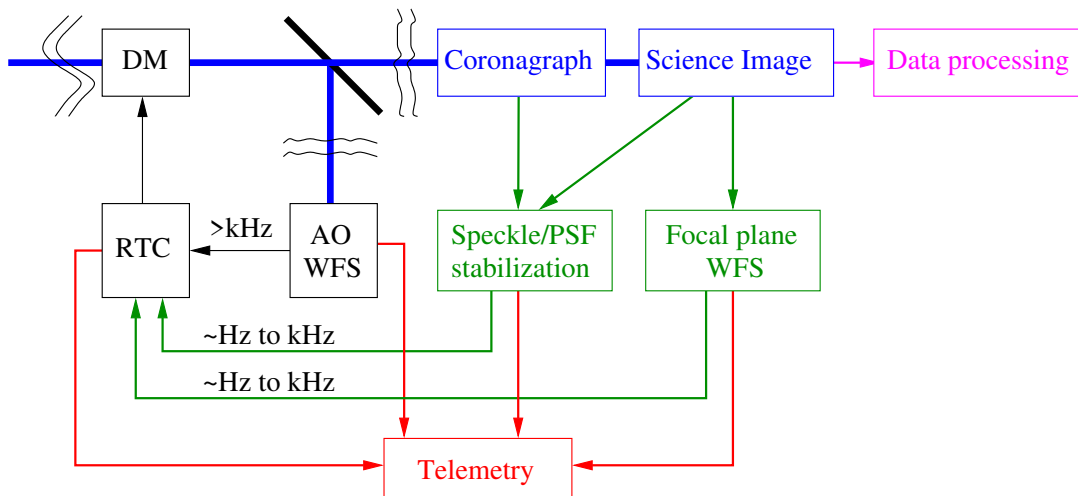 DM
Coronagraph
Science Image
Data processing
RTC
>kHz
AO
WFS
Speckle/PSF
stabilization
Focal plane
WFS
~Hz to kHz
~Hz to kHz
Telemetry